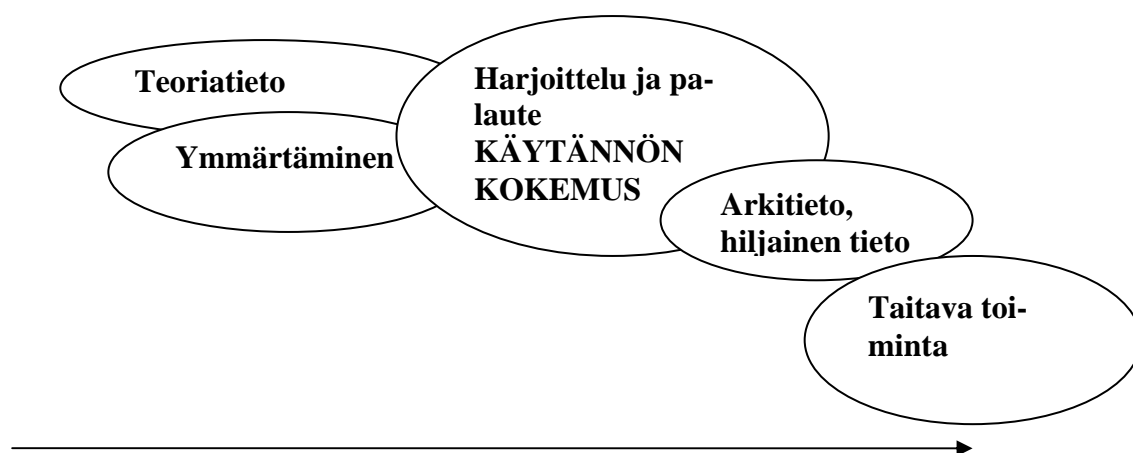 Teoriatieto
Ymmärtäminen
Harjoittelu ja pa-
laute
KÄYTÄNNÖN
KOKEMUS
Arkitieto,
hiljainen tieto
Taitava toi-
minta